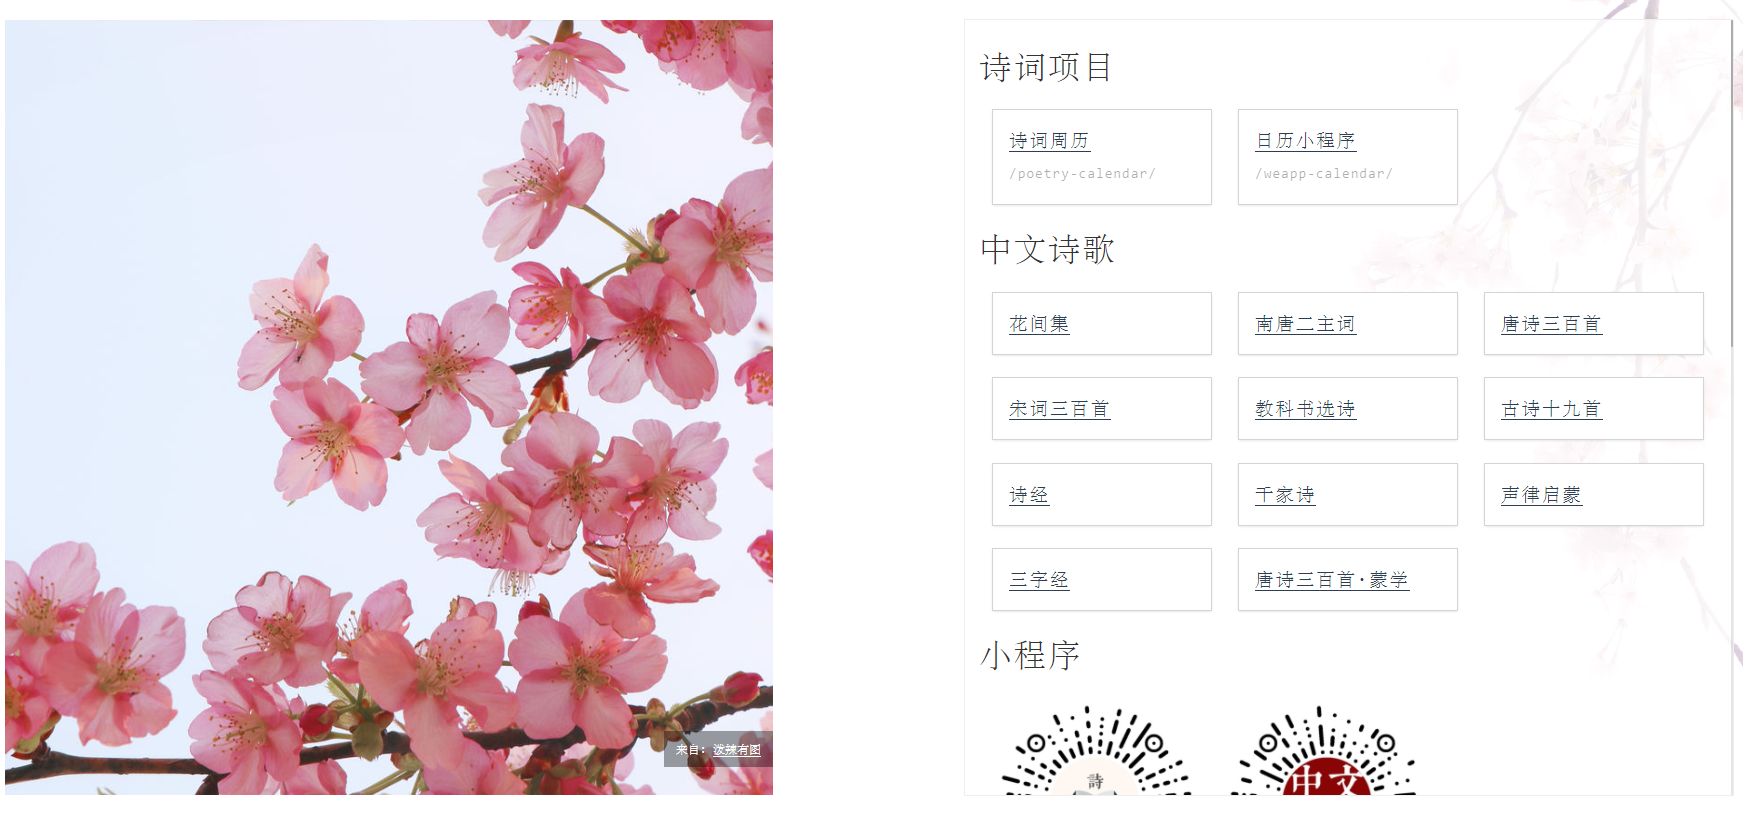 来自: 泼辣有图
诗词项目
诗词周历
日历小程序
/poetry-calendar/
/weapp-calendar/
中文诗歌
花间集
南唐二主词
唐诗三百首
宋词三百首
教科书选诗
古诗十九首
诗经
千家诗
声律启蒙
三字经
唐诗三百首·蒙学
小程序
詩
中文